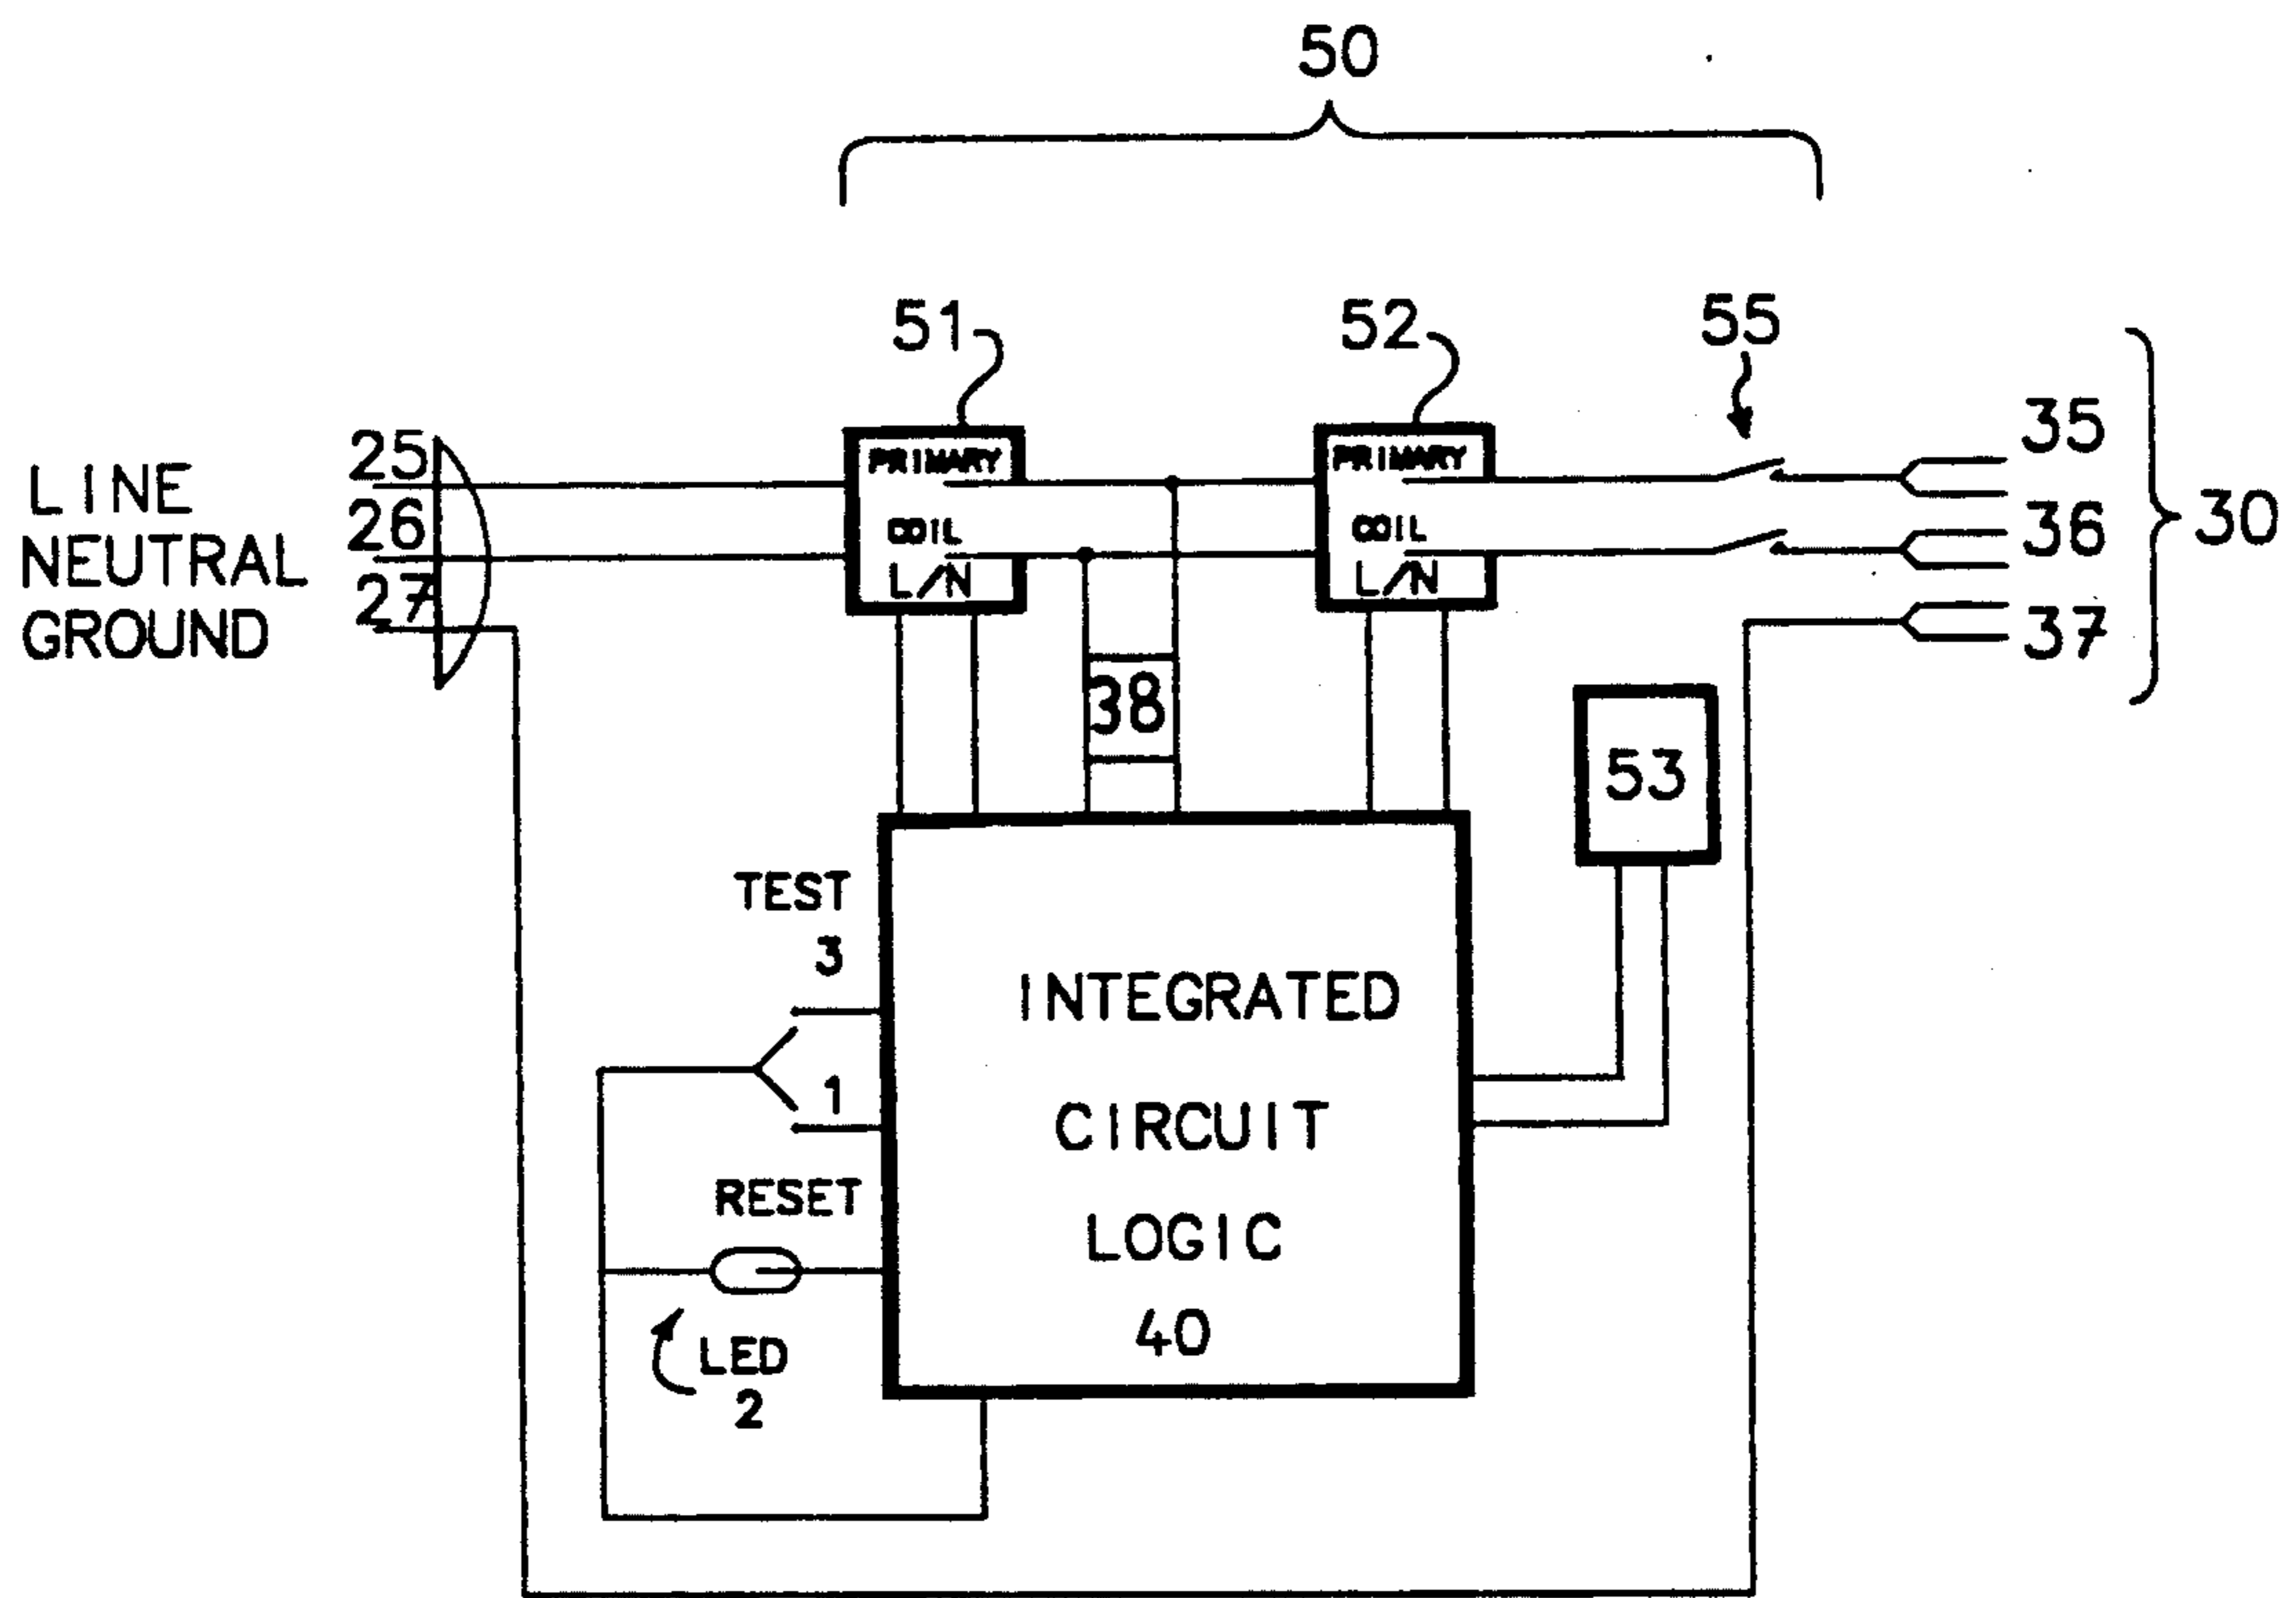 50
51
52
55
35
36
37
30
25
26
27
LINE
NEUTRAL
GROUND
PRIMARY
COIL
L/N
PRIMARY
COIL
L/N
38
53
TEST
3
1
RESET
LED
2
INTEGRATED
CIRCUIT
LOGIC
40